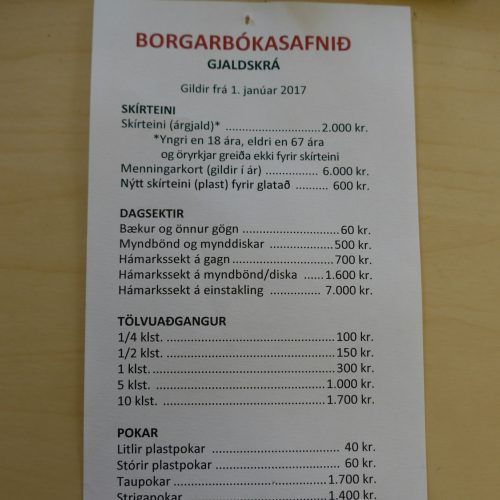 BORGARBÓKASAFNIÐ
GJALDSKRÁ
Gildir frá 1. janúar 2017
SKÍRTEINI
Skírteini (árgjald)* ..............................2.000 kr.
*Yngri en 18 ára, eldri en 67 ára
og öryrkjar greiða ekki fyrir skírteini
Menningarkort (gildir í ár) ................ 6.000 kr.
Nýtt skírteini (plast) fyrir glatað .......... 600 kr.
DAGSEKTIR
Bækur og önnur gögn ..........................60 kr.
Myndbönd og mynddiskar ..................500 kr.
Hámarkssekt á gagn..........................700 kr.
Hámarkssekt á myndbönd/diska ......1.600 kr.
Hámarkssekt á einstakling ................ 7.000 kr.
TÖLVUAÐGANGUR
1/4 klst. ..............................................100 kr.
1/2 klst. ..............................................150 kr.
1 klst...................................................300 kr.
5 klst. ..............................................1.000 kr.
10 klst. ............................................1.700 kr.
POKAR
Litlir plastpokar ................................ 40 kr.
Stórir plastpokar ................................ 60 kr.
Taupokar .......................................1.700 kr.
Strigapokar ....................................1.400 kr.